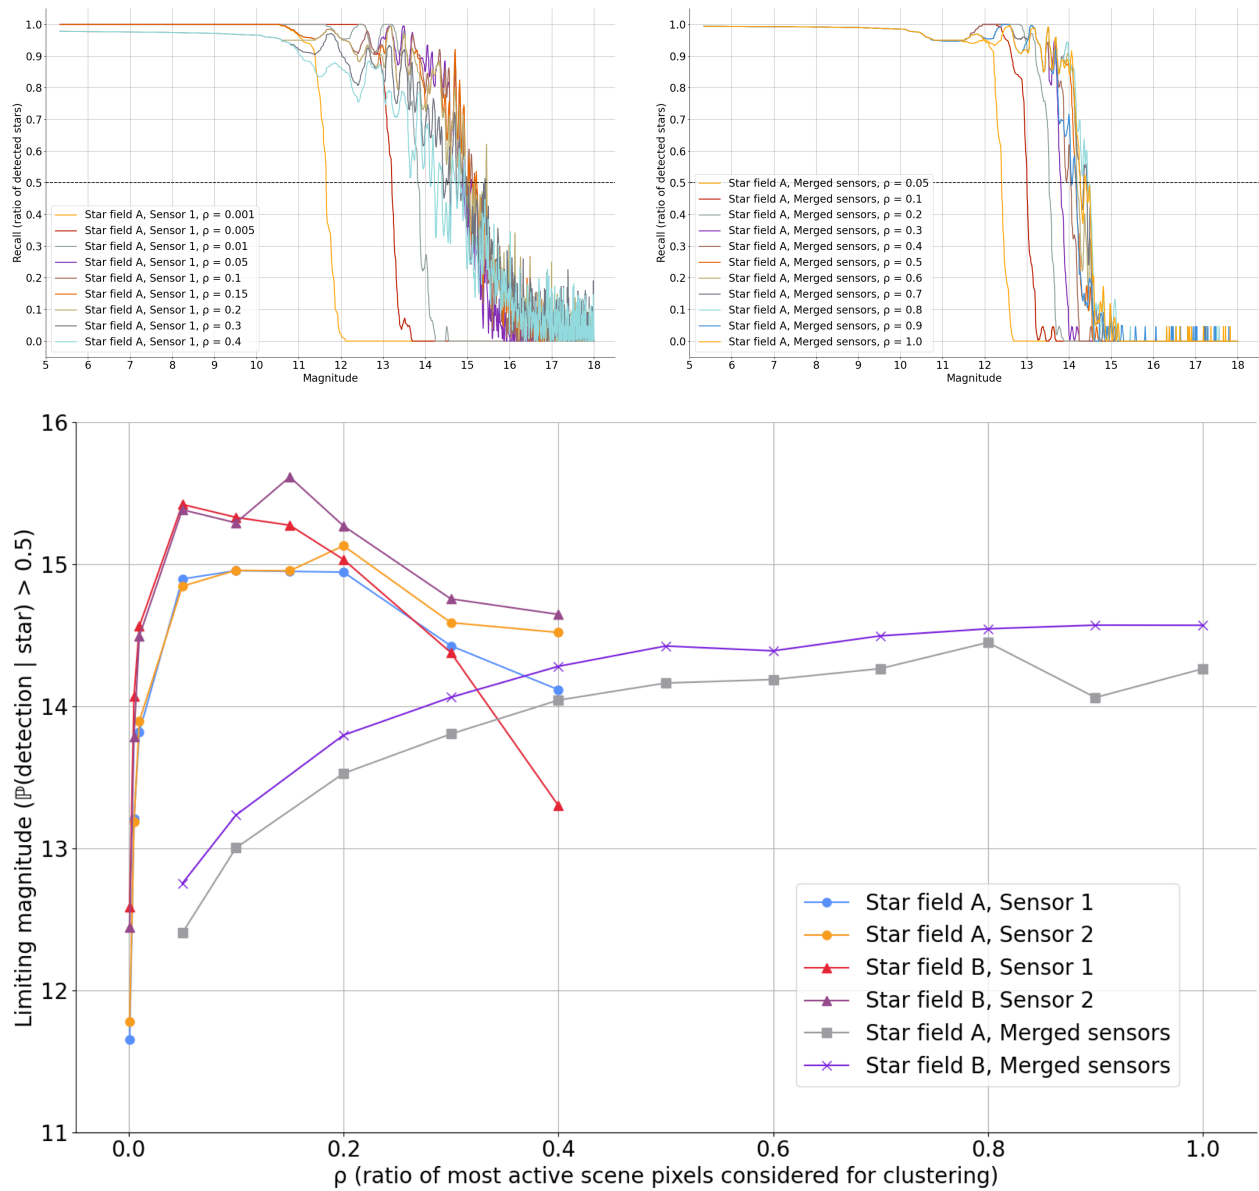 Recall (ratio of detected stars)
1.0
0.9
0.8
0.7
0.6
0.5
0.4
0.3
0.2
0.1
0.0
Star field A, Sensor 1, ρ = 0.001
Star field A, Sensor 1, ρ = 0.005
Star field A, Sensor 1, ρ = 0.01
Star field A, Sensor 1, ρ = 0.05
Star field A, Sensor 1, ρ = 0.1
Star field A, Sensor 1, ρ = 0.15
Star field A, Sensor 1, ρ = 0.2
Star field A, Sensor 1, ρ = 0.3
Star field A, Sensor 1, ρ = 0.4
5 6 7 8 9 10 11 12 13 14 15 16 17 18
Magnitude
Recall (ratio of detected stars)
1.0
0.9
0.8
0.7
0.6
0.5
0.4
0.3
0.2
0.1
0.0
Star field A, Merged sensors, ρ = 0.05
Star field A, Merged sensors, ρ = 0.1
Star field A, Merged sensors, ρ = 0.2
Star field A, Merged sensors, ρ = 0.3
Star field A, Merged sensors, ρ = 0.4
Star field A, Merged sensors, ρ = 0.5
Star field A, Merged sensors, ρ = 0.6
Star field A, Merged sensors, ρ = 0.7
Star field A, Merged sensors, ρ = 0.8
Star field A, Merged sensors, ρ = 0.9
Star field A, Merged sensors, ρ = 1.0
5 6 7 8 9 10 11 12 13 14 15 16 17 18
Magnitude
Limiting magnitude (ℙ(detection | star) > 0.5)
16
15
14
13
12
11
Star field A, Sensor 1
Star field A, Sensor 2
Star field B, Sensor 1
Star field B, Sensor 2
Star field A, Merged sensors
Star field B, Merged sensors
0.0 0.2 0.4 0.6 0.8 1.0
ρ (ratio of most active scene pixels considered for clustering)